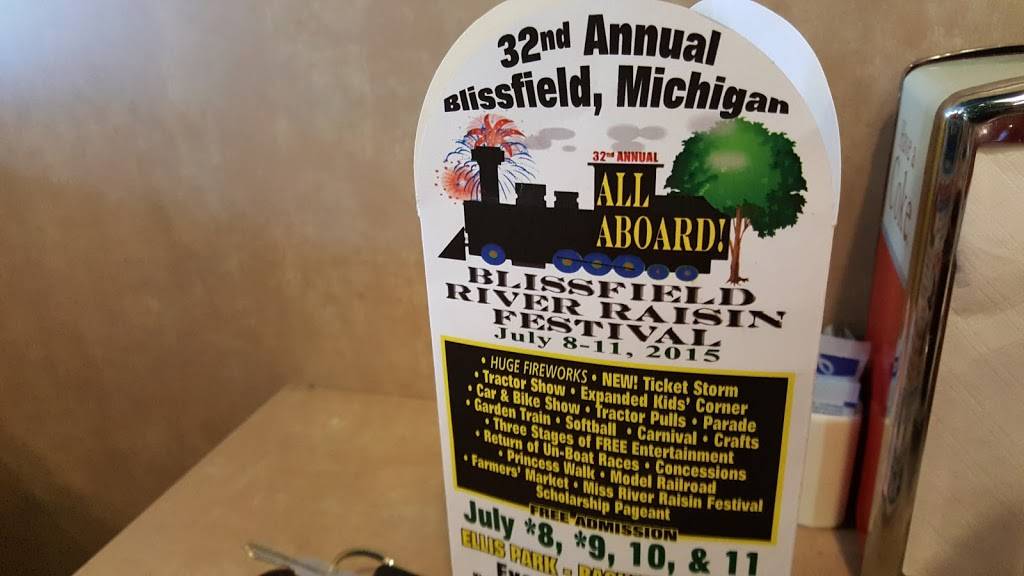 32nd Annual
Blissfield, Michigan
32nd ANNUAL
ALL
ABOARD!
BLISSFIELD
RIVER RAISIN
FESTIVAL
July 8-11, 2015
• HUGE FIREWORKS • NEW! Ticket Storm
• Tractor Show • Expanded Kids' Corner
• Car & Bike Show • Tractor Pulls • Parade
• Garden Train • Softball • Carnival • Crafts
• Three Stages of FREE Entertainment
• Return of Un-Boat Races • Concessions
• Princess Walk • Model Railroad
• Farmers' Market • Miss River Raisin Festival
Scholarship Pageant
FREE ADMISSION
July *8, *9, 10, & 11
ELLIS PARK -